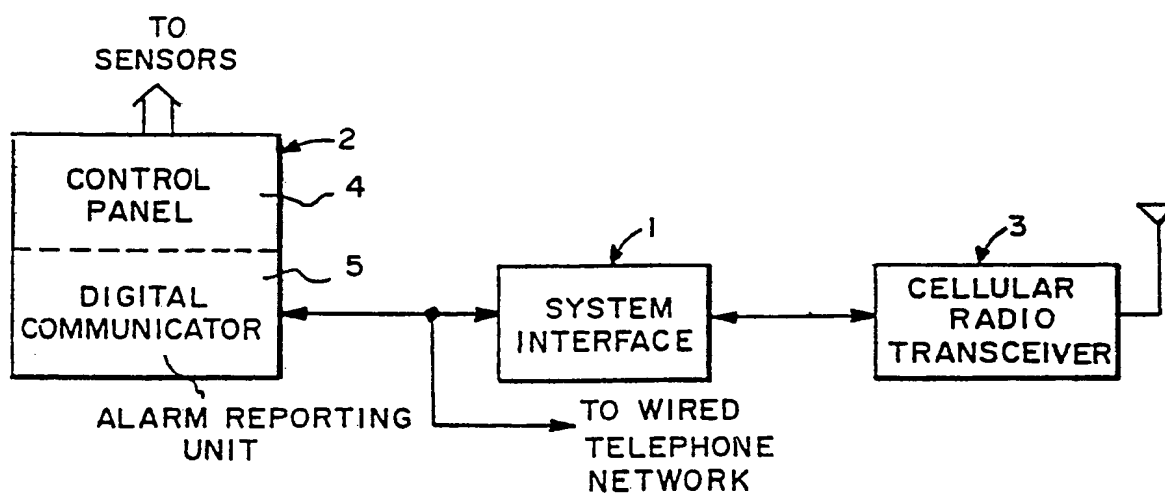 TO
SENSORS
2
CONTROL
PANEL
4
5
DIGITAL
COMMUNICATOR
ALARM REPORTING
UNIT
1
SYSTEM
INTERFACE
TO WIRED
TELEPHONE
NETWORK
3
CELLULAR
RADIO
TRANSCEIVER